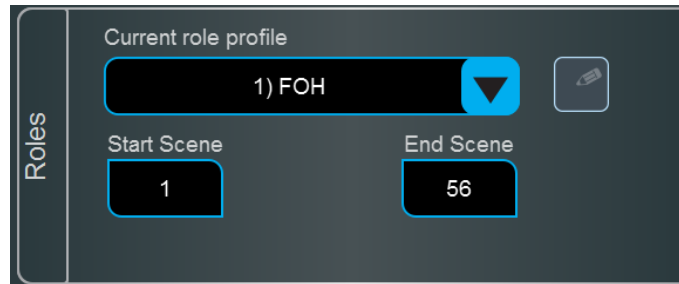 Roles
Current role profile
1) FOH
Start Scene
End Scene
1
56